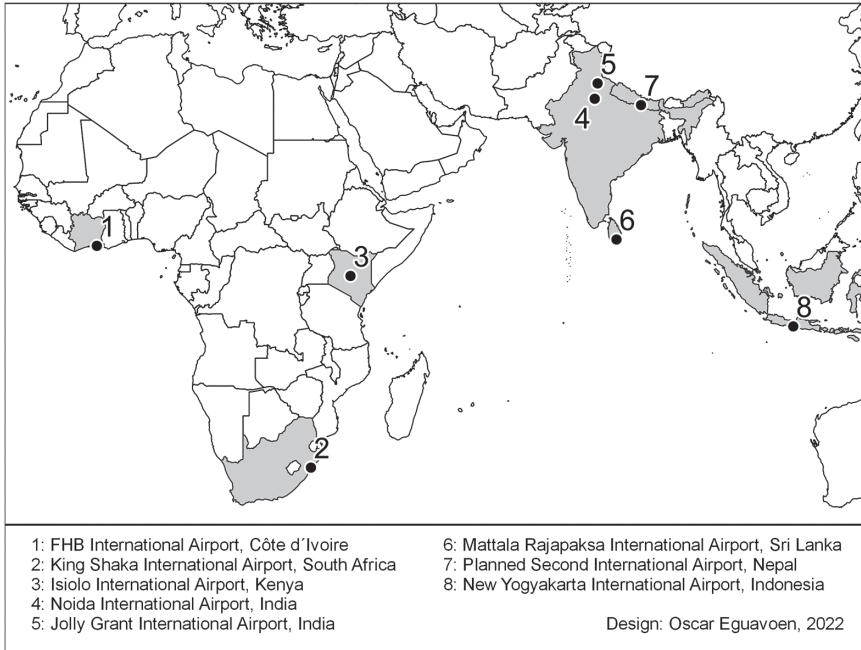 5
7
4
1
6
3
8
2
1: FHB International Airport, Côte d´Ivoire
2: King Shaka International Airport, South Africa
3: Isiolo International Airport, Kenya
4: Noida International Airport, India
5: Jolly Grant International Airport, India
6: Mattala Rajapaksa International Airport, Sri Lanka
7: Planned Second International Airport, Nepal
8: New Yogyakarta International Airport, Indonesia
Design: Oscar Eguavoen, 2022